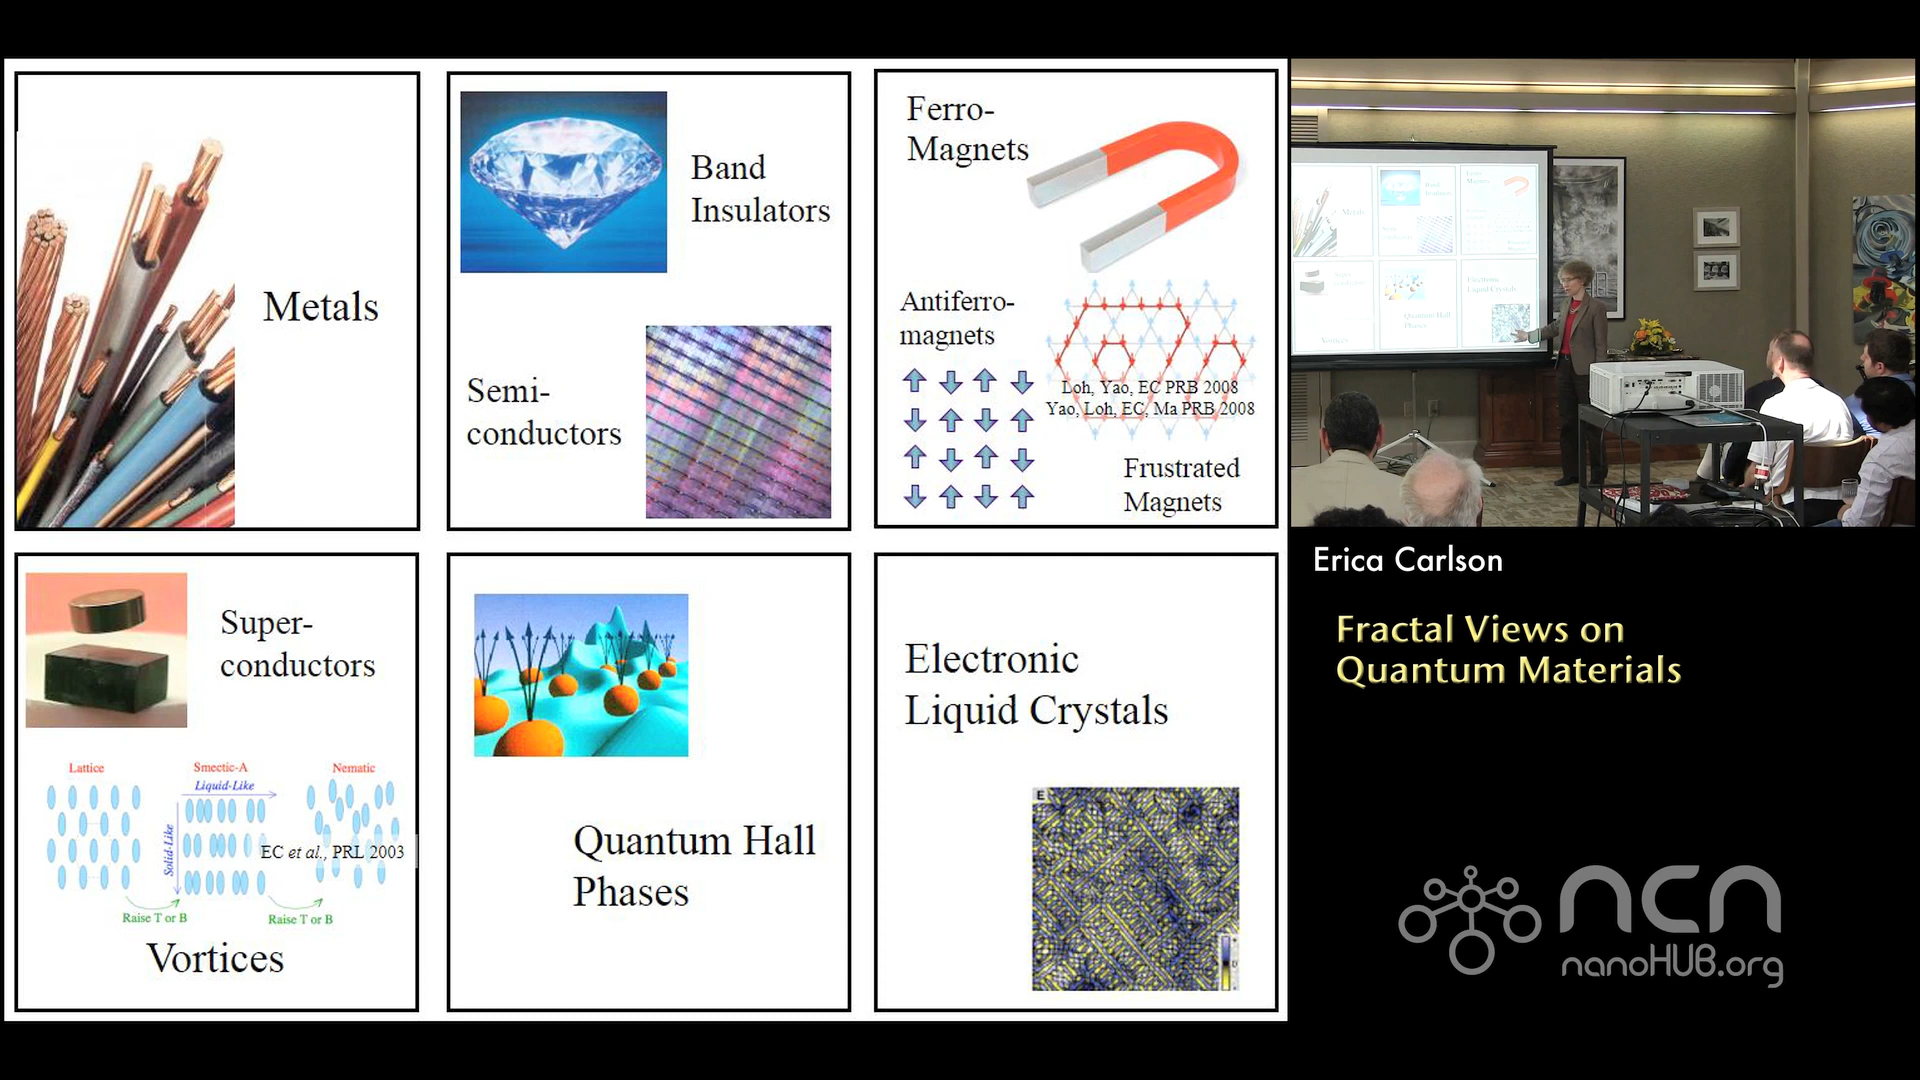 Metals
Band
Insulators
Semi-
conductors
Ferro-
Magnets
Antiferro-
magnets
Loh, Yao, EC PRB 2008
Yao, Loh, EC, Ma PRB 2008
Frustrated
Magnets
Super-
conductors
Lattice
Smectic-A
Nematic
Liquid-Like
Solid-Like
EC et al., PRL 2003
Raise T or B
Raise T or B
Vortices
Quantum Hall
Phases
Electronic
Liquid Crystals
E
Erica Carlson
Fractal Views on
Quantum Materials
ncn
nanoHUB.org